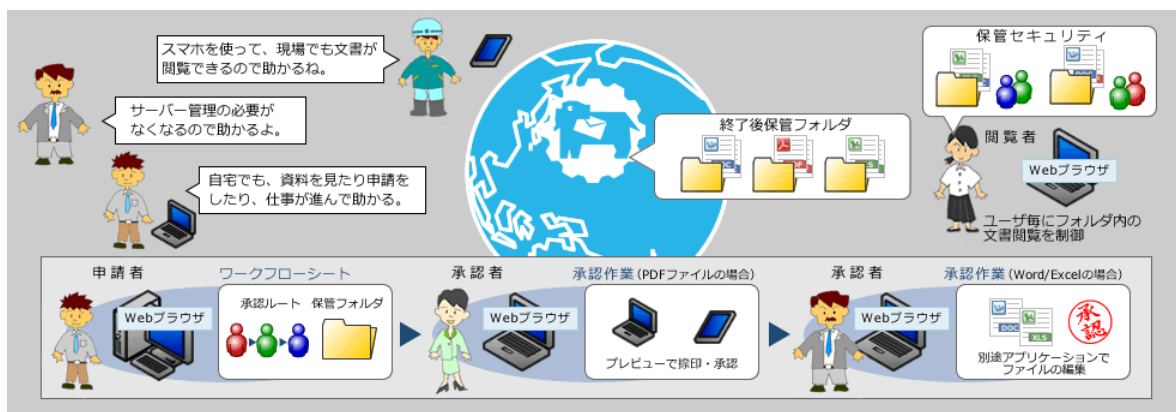 スマホを使って、現場でも文書が
閲覧できるので助かるね。
サーバー管理の必要が
なくなるので助かるよ。
自宅でも、資料を見たり申請を
したり、仕事が進んで助かる。
終了後保管フォルダ
DOC
PDF
XLS
保管セキュリティ
閲覧者
Webブラウザ
ユーザ毎にフォルダ内の
文書閲覧を制御
申請者
Webブラウザ
ワークフローシート
承認ルート 保管フォルダ
承認者
Webブラウザ
承認作業(PDFファイルの場合)
プレビューで捺印・承認
承認者
Webブラウザ
承認作業(Word/Excelの場合)
DOC
XLS
承認
別途アプリケーションで
ファイルの編集